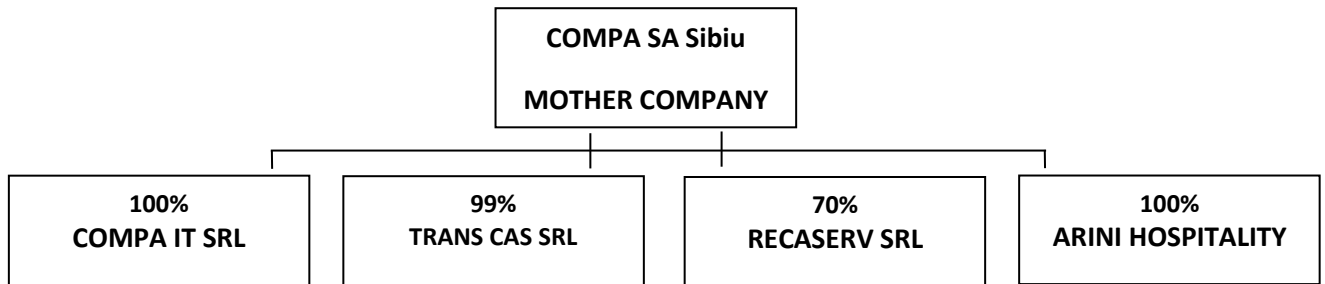 COMPA SA Sibiu
MOTHER COMPANY
100%
COMPA IT SRL
99%
TRANS CAS SRL
70%
RECASERV SRL
100%
ARINI HOSPITALITY